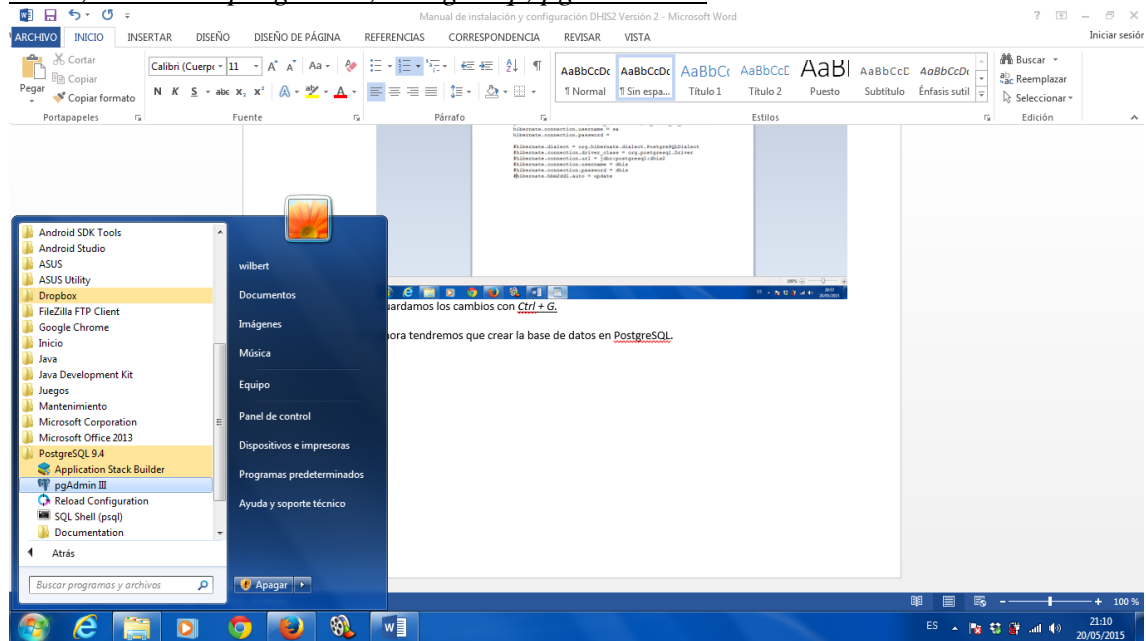 Manual de instalación y configuración DHIS2 Versión 2 - Microsoft Word
ARCHIVO INICIO INSERTAR DISEÑO DISEÑO DE PÁGINA REFERENCIAS CORRESPONDENCIA REVISAR VISTA Iniciar sesión
Pegar
Cortar
Copiar
Copiar formato
Portapapeles
Calibri (Cuerpo 11
N K S abc x₂ x²
Fuente
Párrafo
AaBbCcDc AaBbCcDc AaBbCc AaBbCcE AaB AaBbCcD AaBbCcDc
¶ Normal ¶ Sin espa... Título 1 Título 2 Puesto Subtítulo Énfasis sutil
Estilos
Buscar
Reemplazar
Seleccionar
Edición
hibernate.connection.username = sa
hibernate.connection.password =
#hibernate.dialect = org.hibernate.dialect.PostgreSQLDialect
#hibernate.connection.driver_class = org.postgresql.Driver
#hibernate.connection.url = jdbc:postgresql:dhis2
#hibernate.connection.username = dhis
#hibernate.connection.password = dhis
#hibernate.hbm2ddl.auto = update
uardamos los cambios con Ctrl + G.
hora tendremos que crear la base de datos en PostgreSQL.
Android SDK Tools
Android Studio
ASUS
ASUS Utility
Dropbox
FileZilla FTP Client
Google Chrome
Inicio
Java
Java Development Kit
Juegos
Mantenimiento
Microsoft Corporation
Microsoft Office 2013
PostgreSQL 9.4
Application Stack Builder
pgAdmin III
Reload Configuration
SQL Shell (psql)
Documentation
Atrás
Buscar programas y archivos
wilbert
Documentos
Imágenes
Música
Equipo
Panel de control
Dispositivos e impresoras
Programas predeterminados
Ayuda y soporte técnico
Apagar
100 %
ES
21:10
20/05/2015